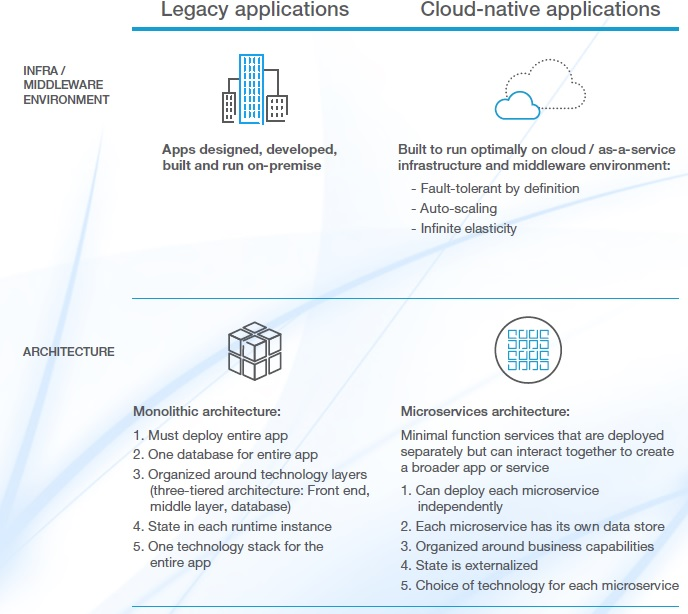 Legacy applications
Cloud-native applications
INFRA /
MIDDLEWARE
ENVIRONMENT
Apps designed, developed,
built and run on-premise
Built to run optimally on cloud / as-a-service
infrastructure and middleware environment:
- Fault-tolerant by definition
- Auto-scaling
- Infinite elasticity
ARCHITECTURE
Monolithic architecture:
1. Must deploy entire app
2. One database for entire app
3. Organized around technology layers
(three-tiered architecture: Front end,
middle layer, database)
4. State in each runtime instance
5. One technology stack for the
entire app
Microservices architecture:
Minimal function services that are deployed
separately but can interact together to create
a broader app or service
1. Can deploy each microservice
independently
2. Each microservice has its own data store
3. Organized around business capabilities
4. State is externalized
5. Choice of technology for each microservice